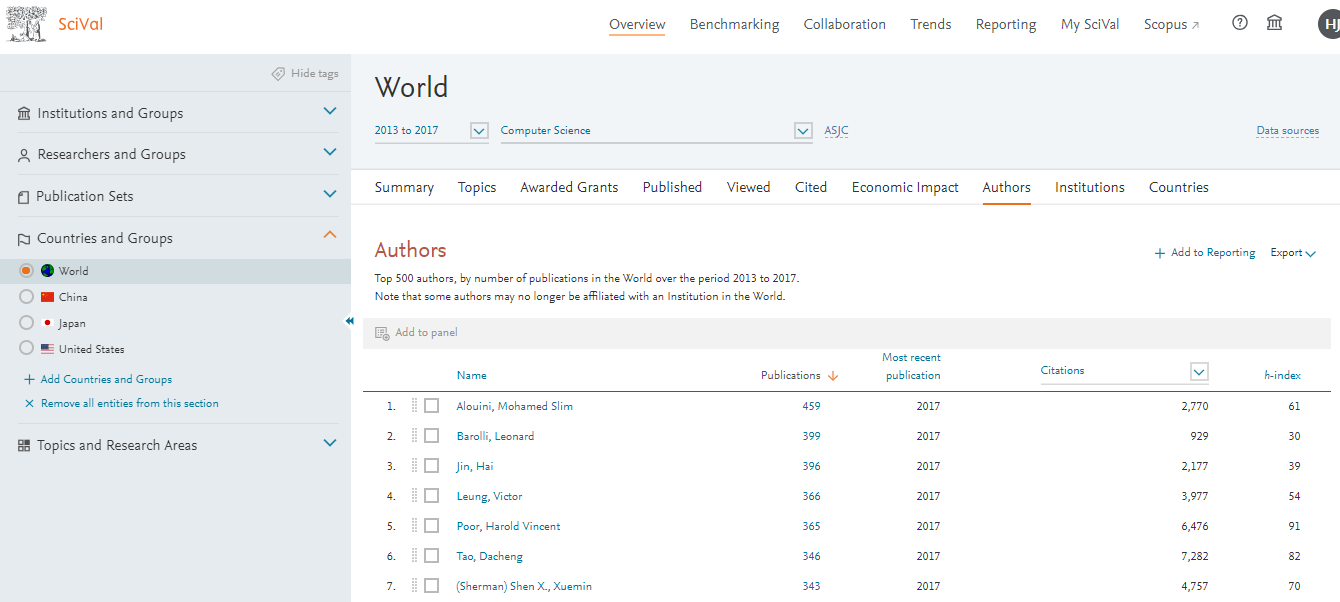 SciVal
Overview Benchmarking Collaboration Trends Reporting My SciVal Scopus ↗ ? HJ
Hide tags
Institutions and Groups
Researchers and Groups
Publication Sets
Countries and Groups
World
China
Japan
United States
+ Add Countries and Groups
× Remove all entities from this section
Topics and Research Areas
World
2013 to 2017 Computer Science ASJC Data sources
Summary Topics Awarded Grants Published Viewed Cited Economic Impact Authors Institutions Countries
Authors
+ Add to Reporting Export
Top 500 authors, by number of publications in the World over the period 2013 to 2017.
Note that some authors may no longer be affiliated with an Institution in the World.
Add to panel
Name Publications ↓ Most recent publication Citations h-index
1. Alouini, Mohamed Slim 459 2017 2,770 61
2. Barolli, Leonard 399 2017 929 30
3. Jin, Hai 396 2017 2,177 39
4. Leung, Victor 366 2017 3,977 54
5. Poor, Harold Vincent 365 2017 6,476 91
6. Tao, Dacheng 346 2017 7,282 82
7. (Sherman) Shen X., Xuemin 343 2017 4,757 70